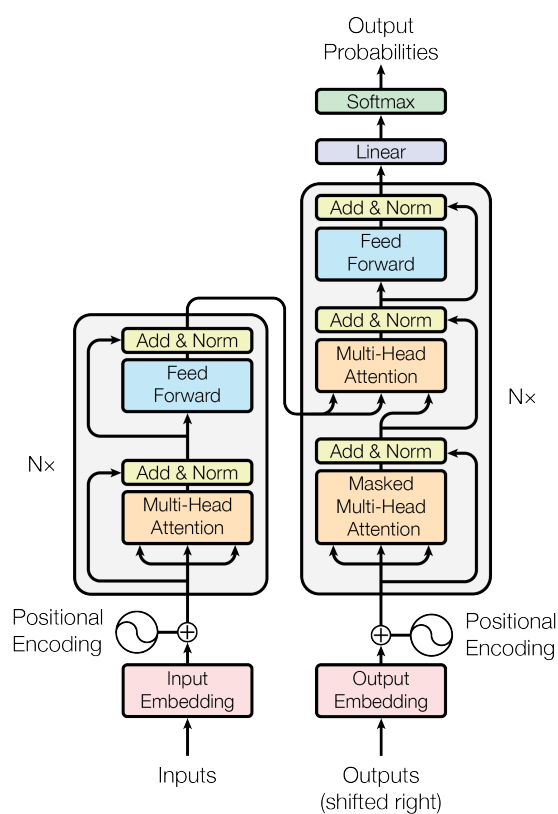 Output
Probabilities
Softmax
Linear
Add & Norm
Feed
Forward
Add & Norm
Multi-Head
Attention
Add & Norm
Masked
Multi-Head
Attention
N×
Positional
Encoding
Output
Embedding
Outputs
(shifted right)
Add & Norm
Feed
Forward
Add & Norm
Multi-Head
Attention
N×
Positional
Encoding
Input
Embedding
Inputs